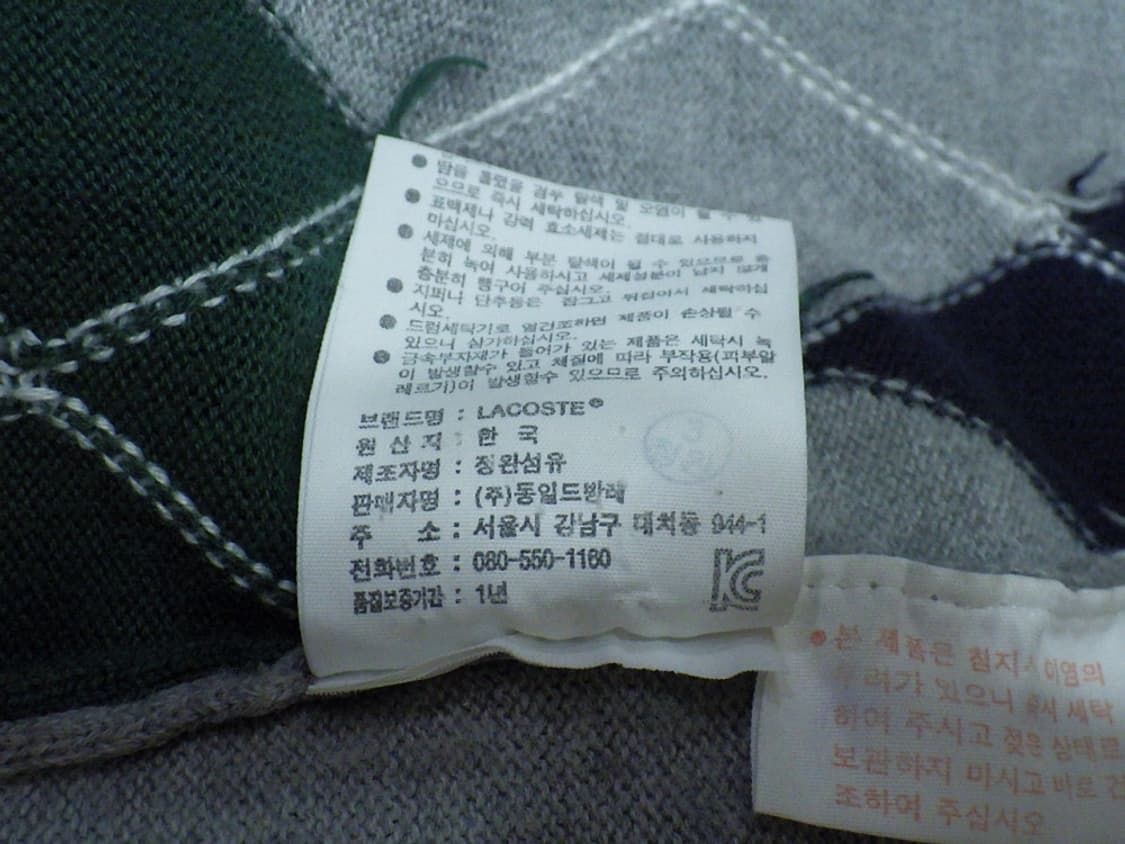 ● 땀을 흘렸을 경우 탈색 및 오염이 될 수 있
으므로 즉시 세탁하십시오.
● 표백제나 강력 효소세제는 절대로 사용하지
마십시오.
● 세제에 의해 부분 탈색이 될 수 있으므로 충
분히 녹여 사용하시고 세제성분이 남지 않게
충분히 헹구어 주십시오.
● 지퍼나 단추등은 잠그고 뒤집어서 세탁하십
시오.
● 드럼세탁기로 열건조하면 제품이 손상될 수
있으니 삼가하십시오.
● 금속부자재가 들어가 있는 제품은 세탁시 녹
이 발생할수 있고 체질에 따라 부작용(피부알
레르기)이 발생할수 있으므로 주의하십시오.
브랜드명 : LACOSTE®
원 산 지 : 한 국
제조자명 : 정완섬유
판매자명 : (주)동일드방레
주 소 : 서울시 강남구 대치동 944-1
전화번호 : 080-550-1160
품질보증기간 : 1년
KC
● 본 제품은 침지, 이염의
우려가 있으니 즉시 세탁
하여 주시고 젖은 상태로
보관하지 마시고 바로 건
조하여 주십시오